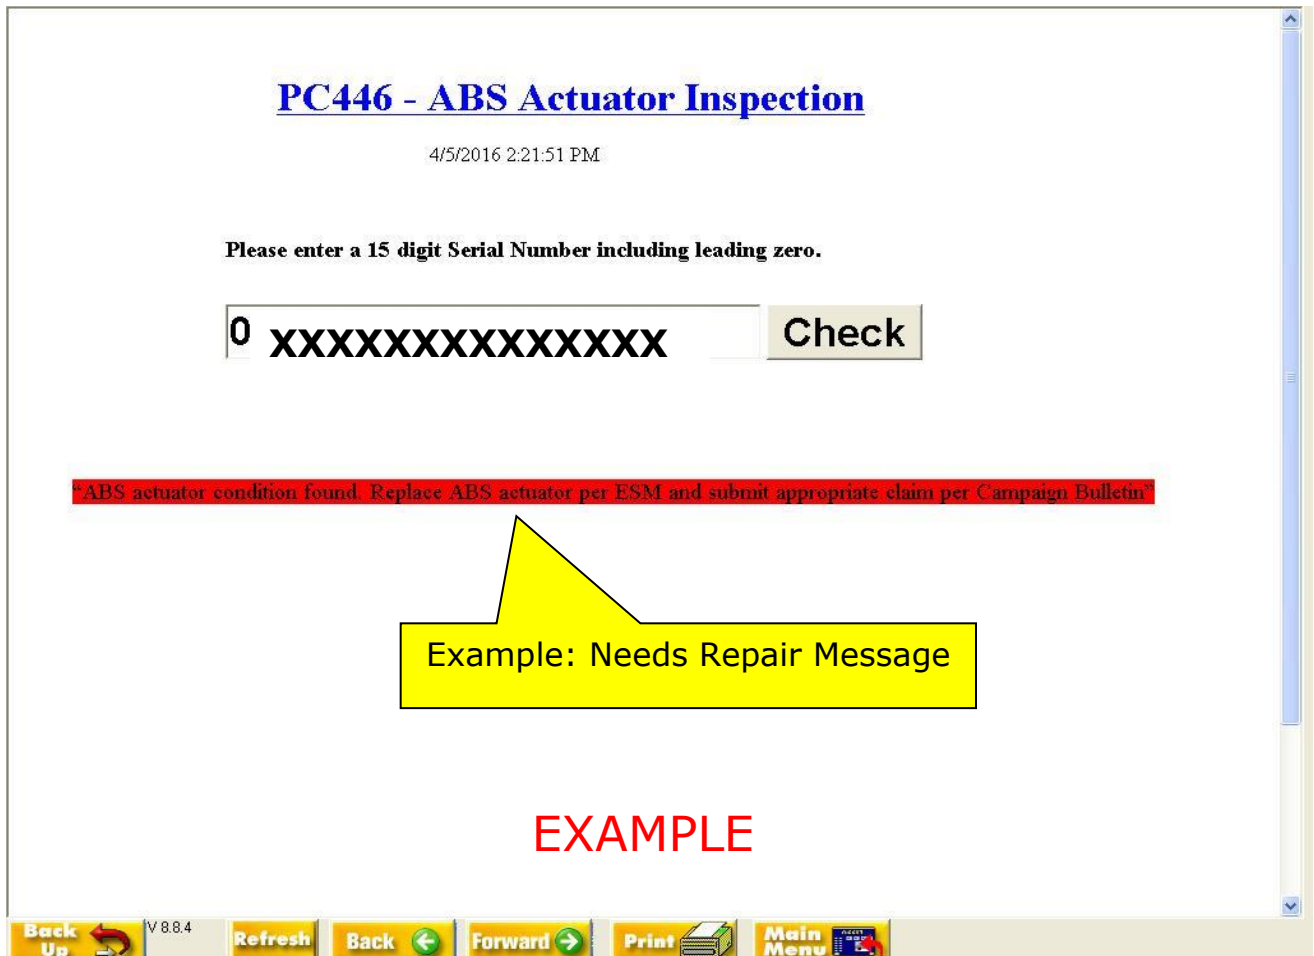 PC446 - ABS Actuator Inspection
4/5/2016 2:21:51 PM
Please enter a 15 digit Serial Number including leading zero.
0 XXXXXXXXXXXXXX Check
“ABS actuator condition found. Replace ABS actuator per ESM and submit appropriate claim per Campaign Bulletin”
Example: Needs Repair Message
EXAMPLE
Back Up V 8.8.4 Refresh Back Forward Print Main Menu